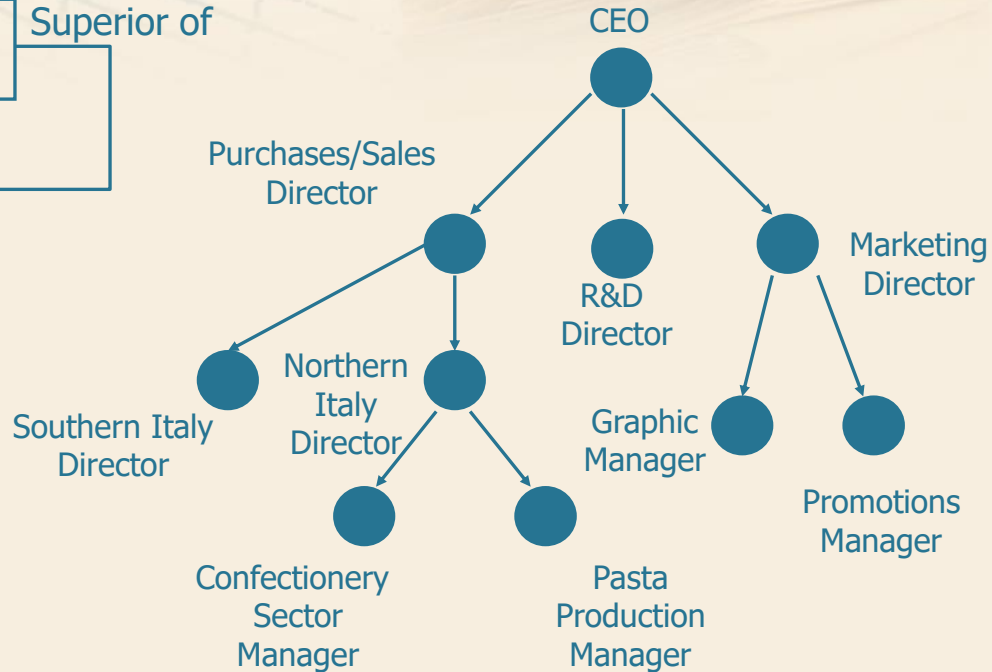 Superior of
CEO
Purchases/Sales
Director
Marketing
Director
R&D
Director
Northern
Italy
Director
Southern Italy
Director
Graphic
Manager
Promotions
Manager
Confectionery
Sector
Manager
Pasta
Production
Manager